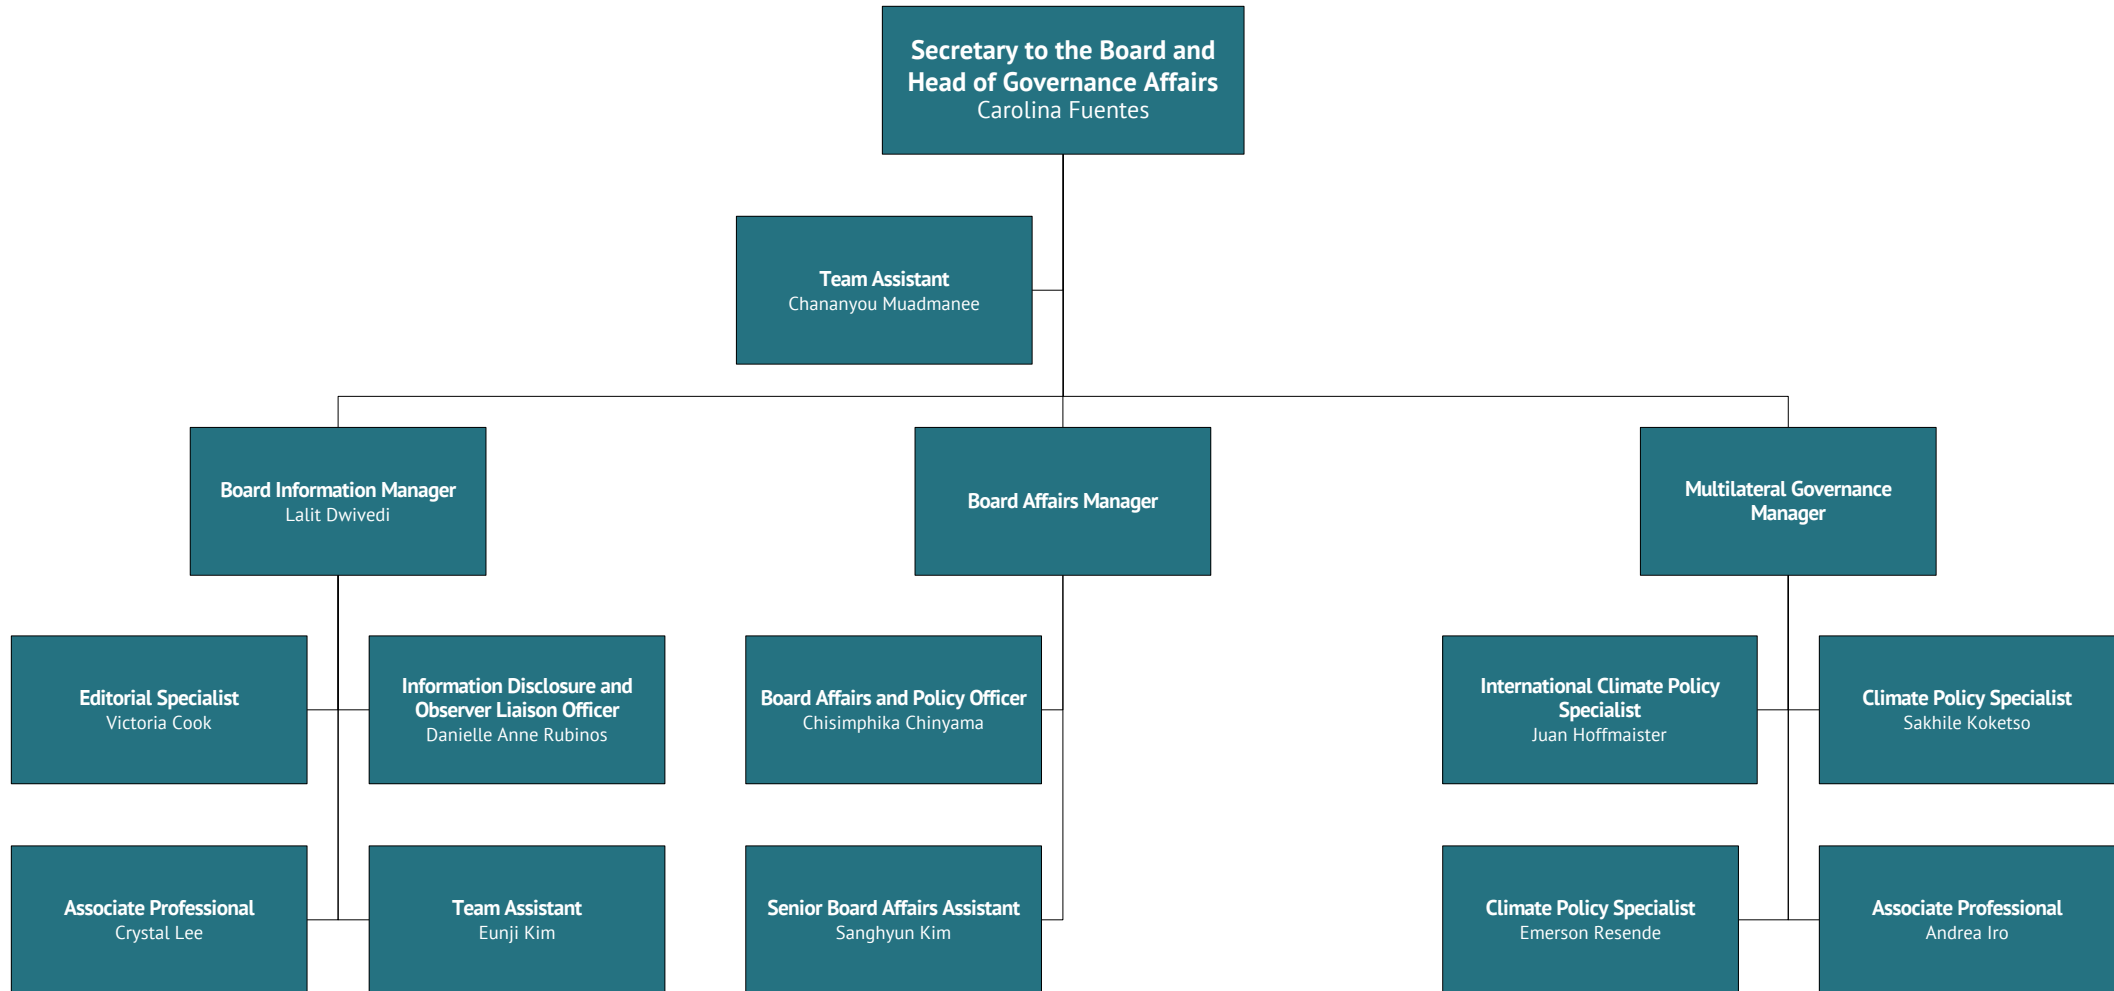 Secretary to the Board and
Head of Governance Affairs
Carolina Fuentes
Team Assistant
Chananyou Muadmanee
Board Information Manager
Lalit Dwivedi
Board Affairs Manager
Multilateral Governance
Manager
Editorial Specialist
Victoria Cook
Information Disclosure and
Observer Liaison Officer
Danielle Anne Rubinos
Board Affairs and Policy Officer
Chisimphika Chinyama
International Climate Policy
Specialist
Juan Hoffmaister
Climate Policy Specialist
Sakhile Koketso
Associate Professional
Crystal Lee
Team Assistant
Eunji Kim
Senior Board Affairs Assistant
Sanghyun Kim
Climate Policy Specialist
Emerson Resende
Associate Professional
Andrea Iro